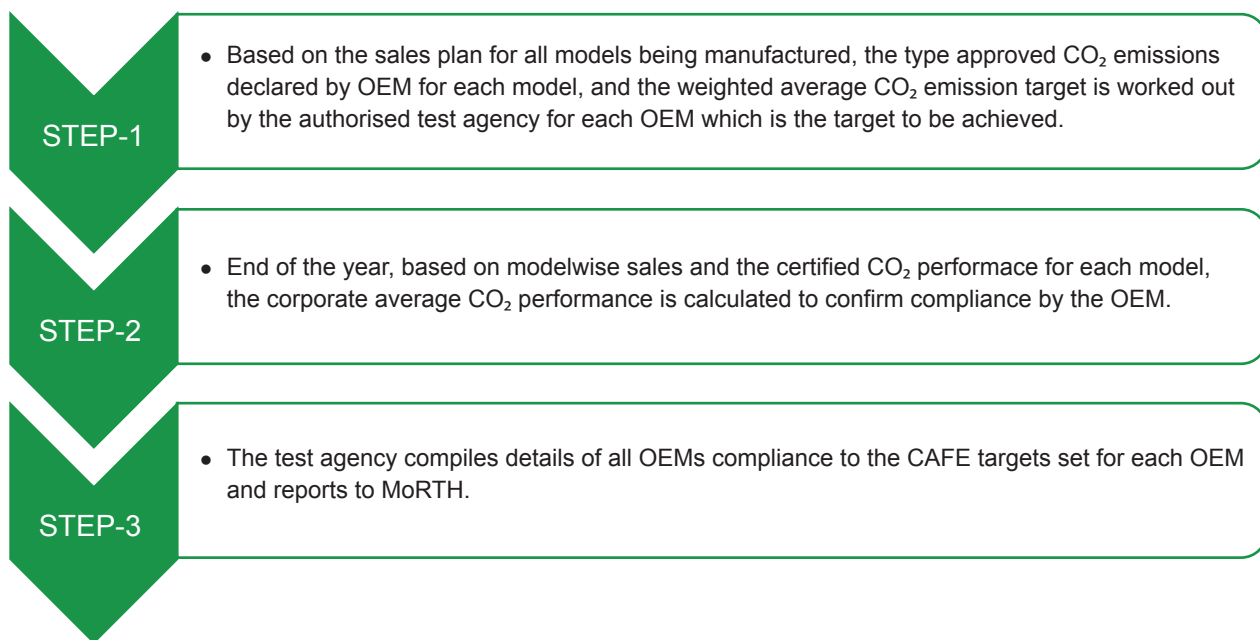 STEP-1
● Based on the sales plan for all models being manufactured, the type approved CO₂ emissions
declared by OEM for each model, and the weighted average CO₂ emission target is worked out
by the authorised test agency for each OEM which is the target to be achieved.
STEP-2
● End of the year, based on modelwise sales and the certified CO₂ performace for each model,
the corporate average CO₂ performance is calculated to confirm compliance by the OEM.
STEP-3
● The test agency compiles details of all OEMs compliance to the CAFE targets set for each OEM
and reports to MoRTH.